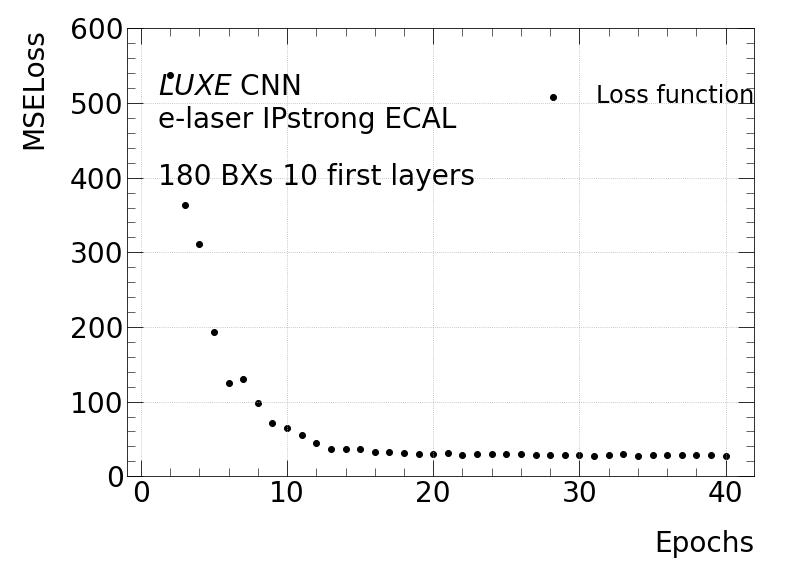 600
MSELoss
LUXE CNN
Loss function
500
e-laser IPstrong ECAL
180 BXs 10 first layers
400
300
200
100
0
0 10 20 30 40
Epochs